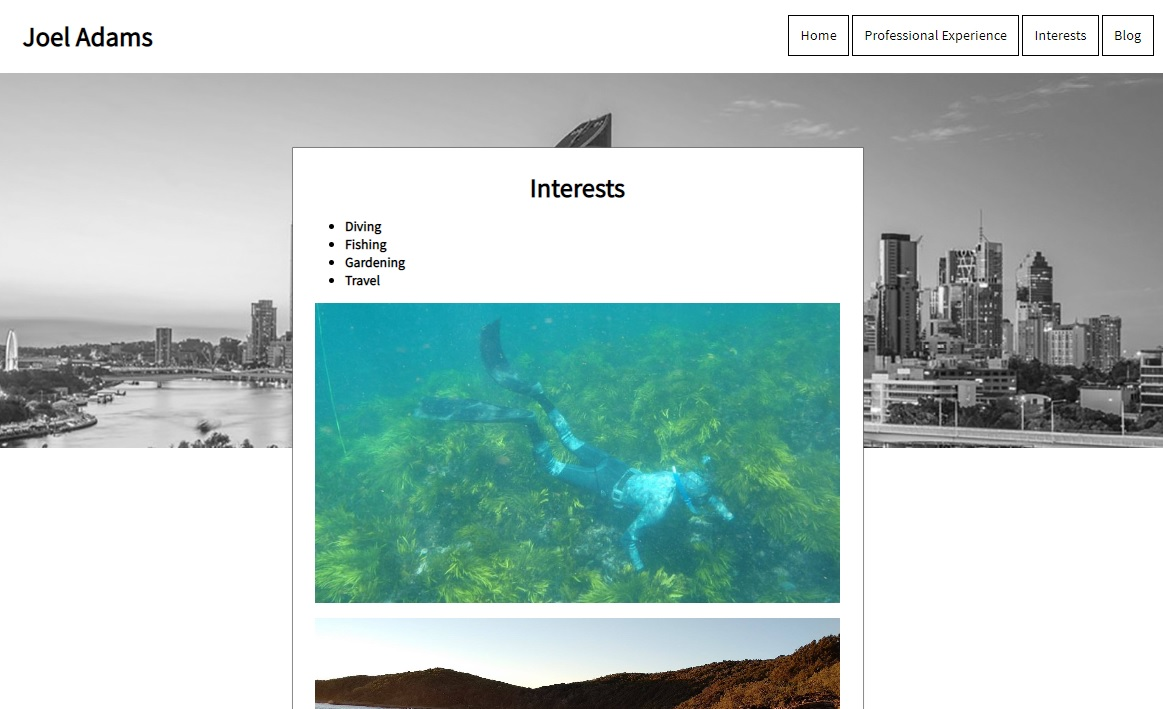 Joel Adams
Home
Professional Experience
Interests
Blog
Interests
Diving
Fishing
Gardening
Travel